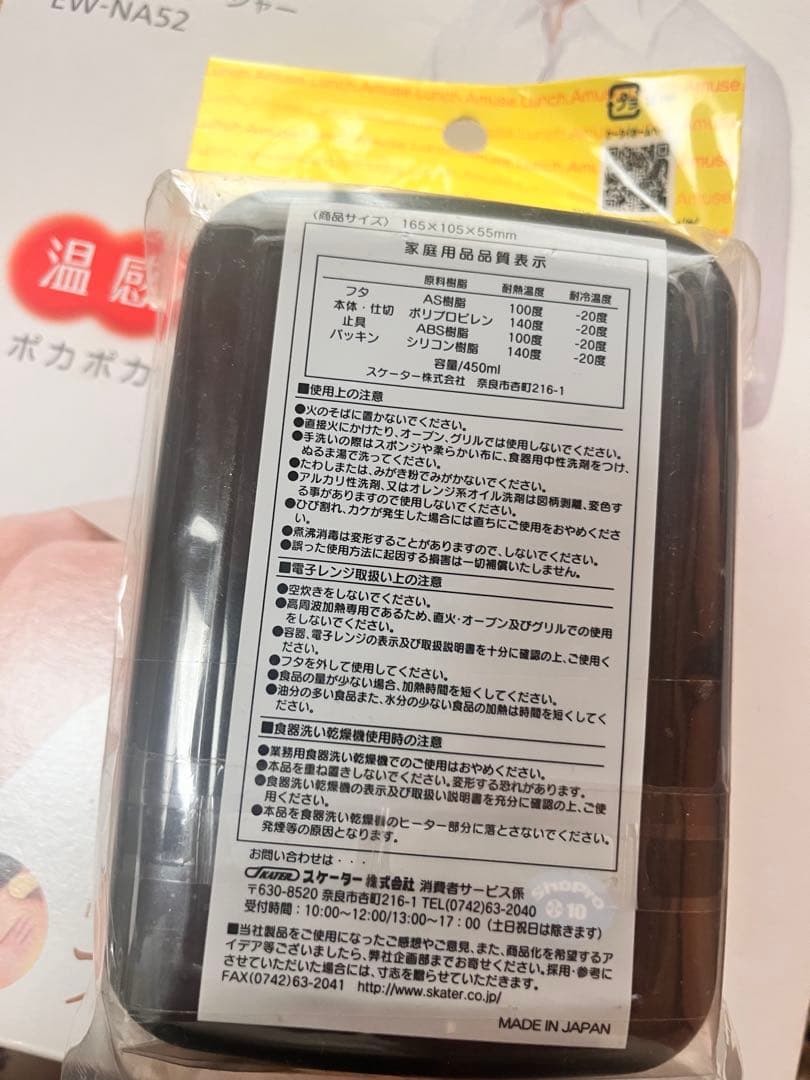 EW-NA52
シャー
Amuse Lunch Amuse Lunch Amuse Lunch Amuse
プラ
温感
ポカポカ
〈商品サイズ〉 165×105×55mm
家庭用品品質表示
原料樹脂 耐熱温度 耐冷温度
フタ AS樹脂 100度 -20度
本体・仕切 ポリプロピレン 140度 -20度
止具 ABS樹脂 100度 -20度
パッキン シリコン樹脂 140度 -20度
容量/450ml
スケーター株式会社 奈良市杏町216-1
■使用上の注意
●火のそばに置かないでください。
●直接火にかけたり、オーブン、グリルでは使用しないでください。
●手洗いの際はスポンジや柔らかい布に、食器用中性洗剤をつけ、
ぬるま湯で洗ってください。
●たわしまたは、みがき粉でみがかないでください。
●アルカリ性洗剤、又はオレンジ系オイル洗剤は図柄剥離、変色す
る事がありますので使用しないでください。
●ひび割れ、カケが発生した場合には直ちにご使用をおやめくださ
い。
●煮沸消毒は変形することがありますので、しないでください。
●誤った使用方法に起因する損害は一切補償いたしません。
■電子レンジ取扱い上の注意
●空炊きをしないでください。
●高周波加熱専用であるため、直火・オーブン及びグリルでの使用
をしないでください。
●容器、電子レンジの表示及び取扱説明書を十分に確認の上、ご使用く
ださい。
●フタを外して使用してください。
●食品の量が少ない場合、加熱時間を短くしてください。
●油分の多い食品また、水分の少ない食品の加熱は時間を短くしてく
ださい。
■食器洗い乾燥機使用時の注意
●業務用食器洗い乾燥機でのご使用はおやめください。
●本品を重ね置きしないでください。変形する恐れがあります。
●食器洗い乾燥機の表示及び取扱い説明書を充分に確認の上、ご使
用ください。
●本品を食器洗い乾燥機のヒーター部分に落とさないでください。
発煙等の原因となります。
お問い合わせは・・・
SKATER スケーター株式会社 消費者サービス係
〒630-8520 奈良市杏町216-1 TEL(0742)63-2040
受付時間：10:00～12:00/13:00～17：00（土日祝日は除きます）
ShoPro
10
■当社製品をご使用になったご感想やご意見、また、商品化を希望するア
イデア等ございましたら、弊社企画部までお寄せください。採用・参考に
させていただいた場合には、寸志を贈らせていただきます。
FAX(0742)63-2041 http://www.skater.co.jp/
MADE IN JAPAN